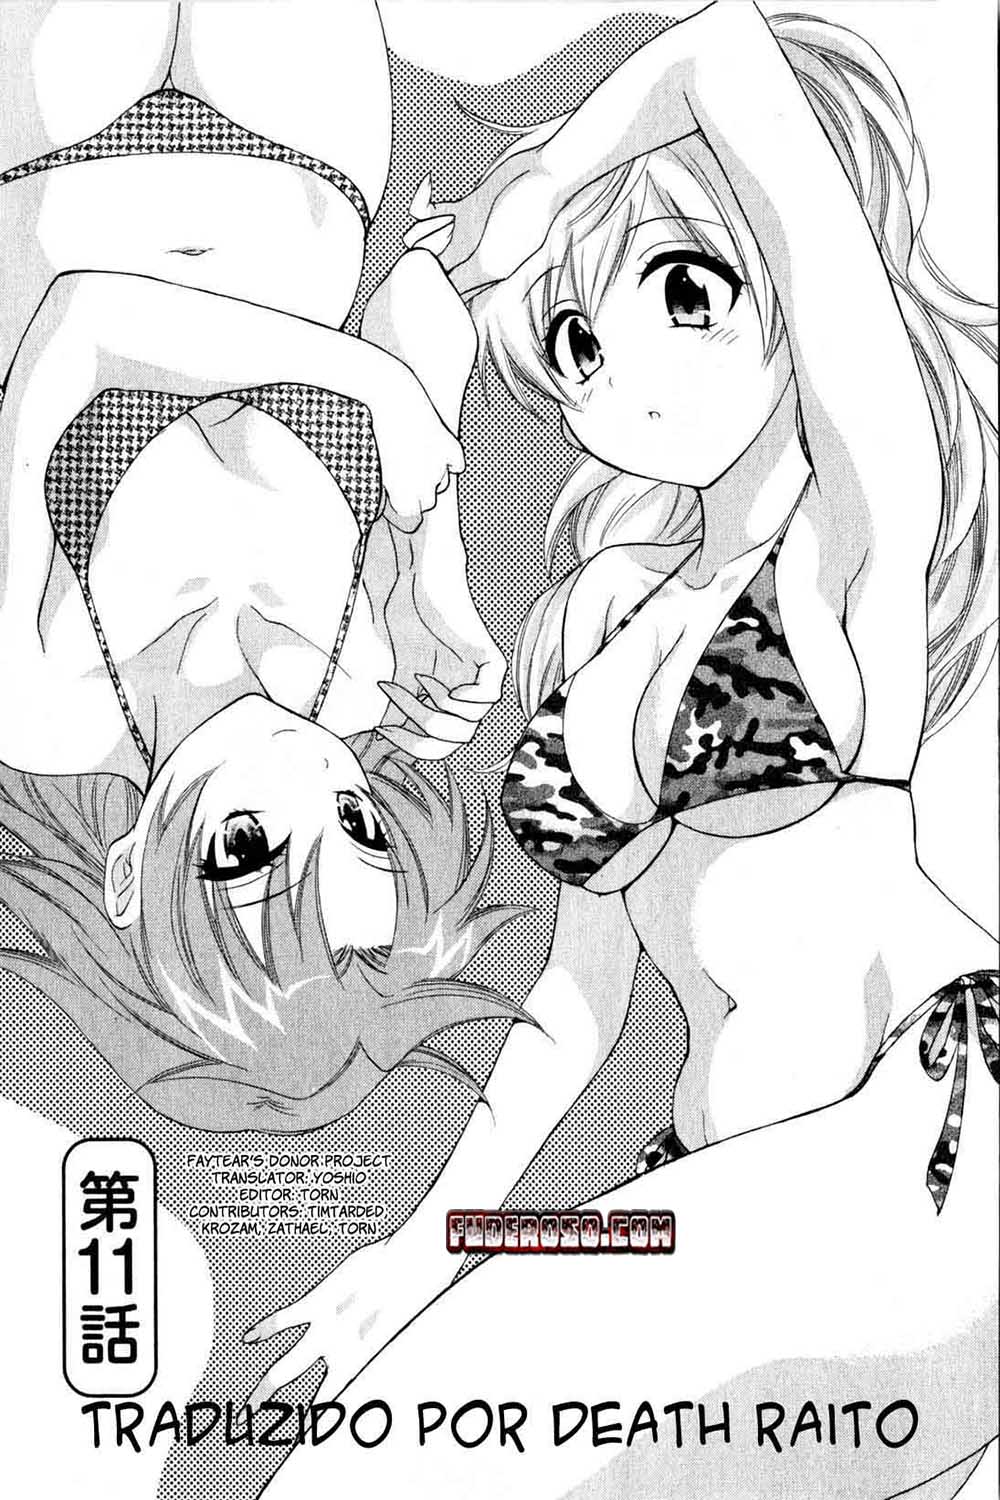 FAYTEAR'S DONOR PROJECT
TRANSLATOR: YOSHIO
EDITOR: TORN
CONTRIBUTORS: TIMTARDED,
KROZAM, ZATHAEL, TORN
FUDEROSO.COM
第11話
TRADUZIDO POR DEATH RAITO